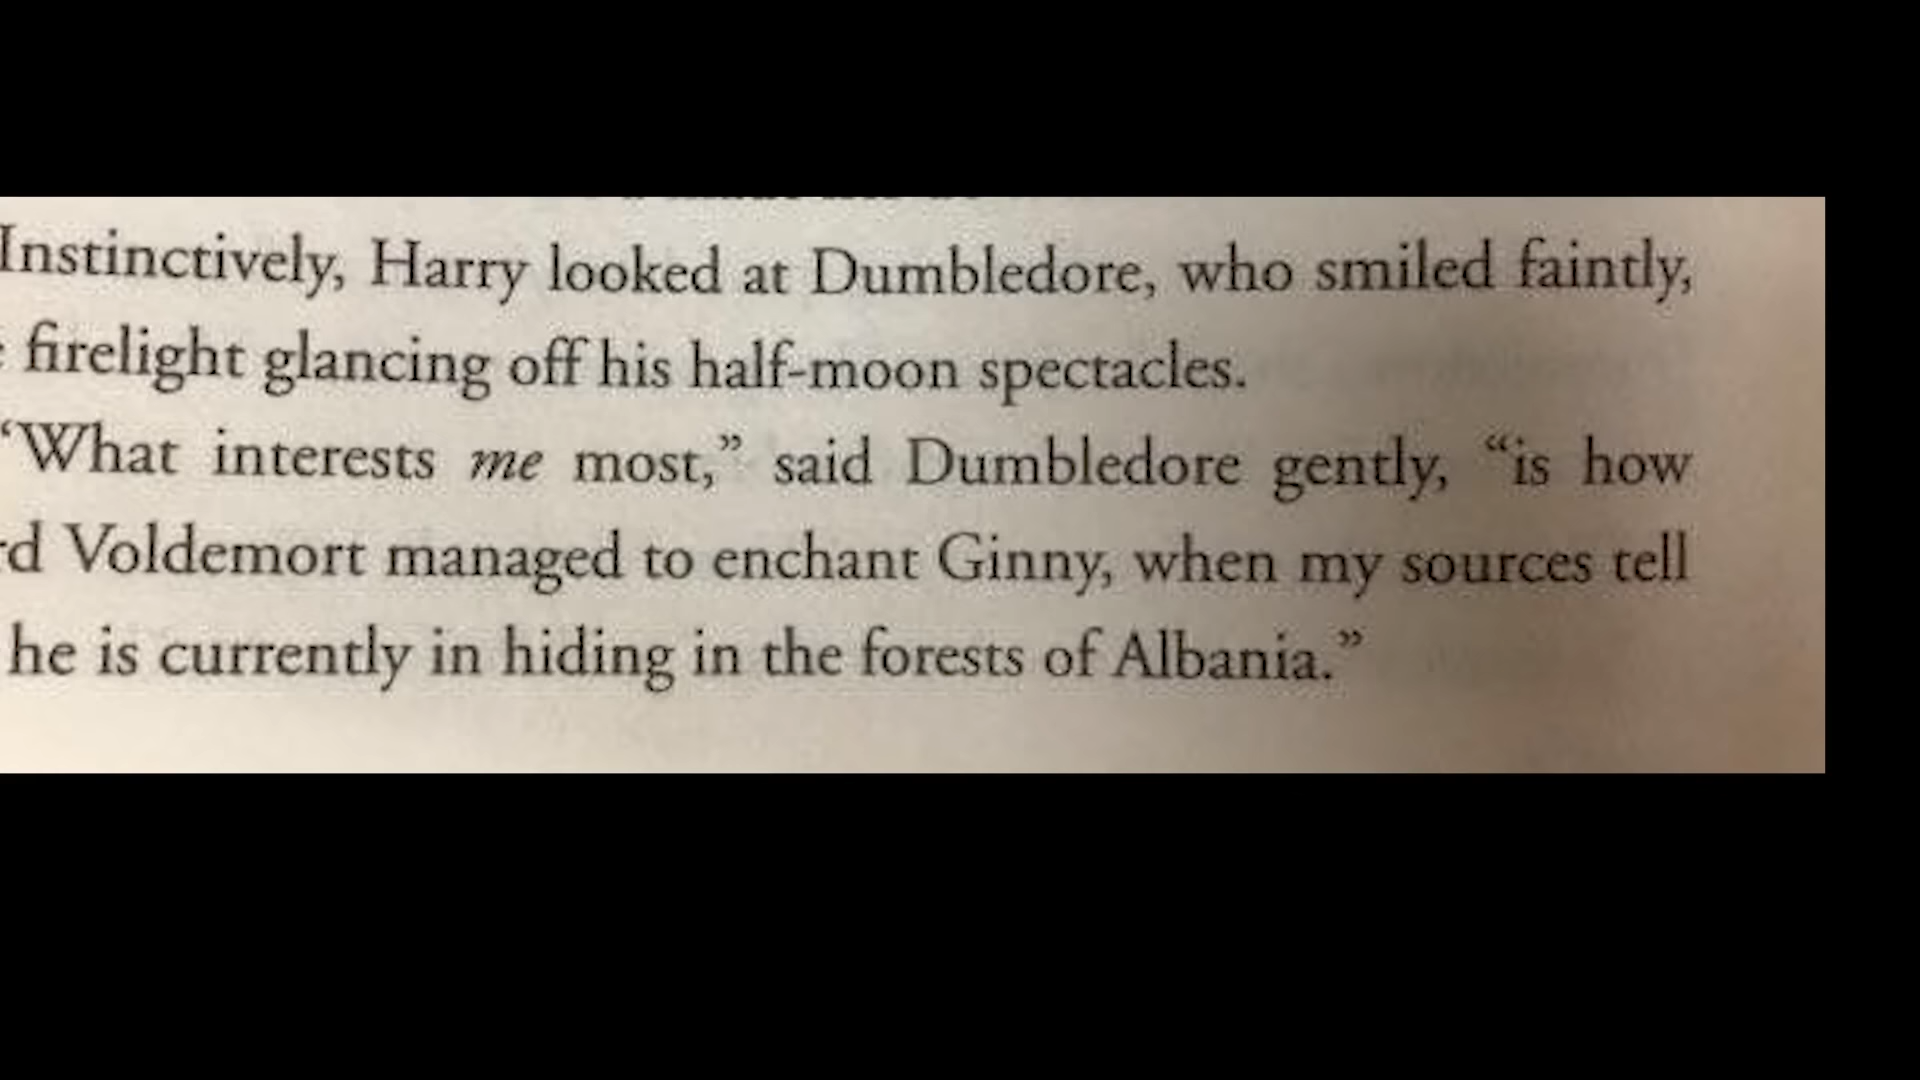 Instinctively, Harry looked at Dumbledore, who smiled faintly,
firelight glancing off his half-moon spectacles.
“What interests me most,” said Dumbledore gently, “is how
rd Voldemort managed to enchant Ginny, when my sources tell
he is currently in hiding in the forests of Albania.”